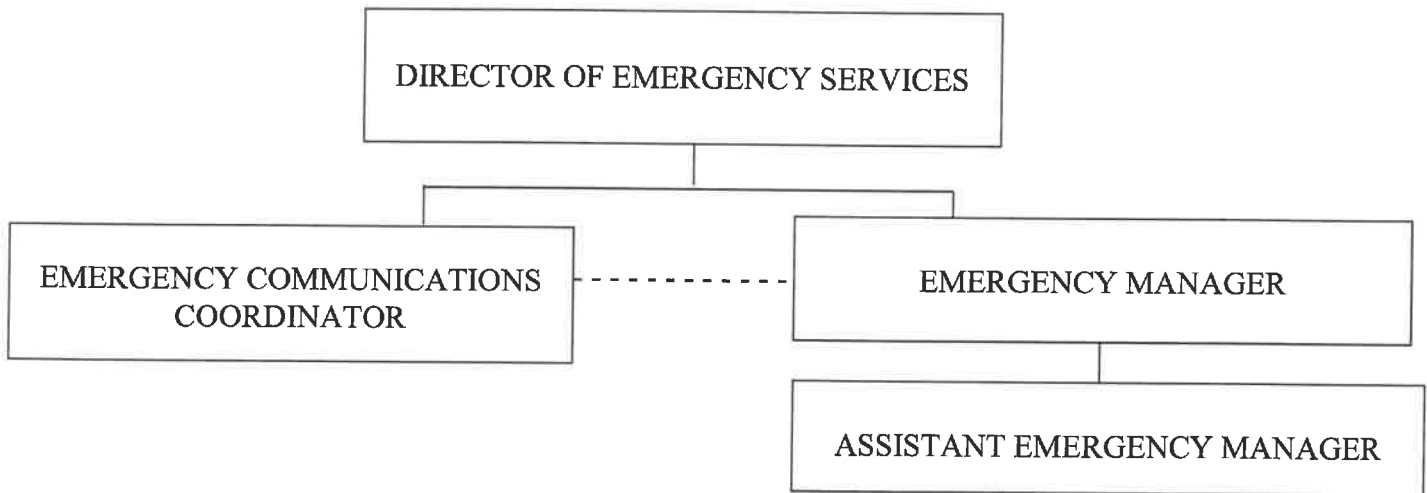 DIRECTOR OF EMERGENCY SERVICES
EMERGENCY COMMUNICATIONS
COORDINATOR
EMERGENCY MANAGER
ASSISTANT EMERGENCY MANAGER